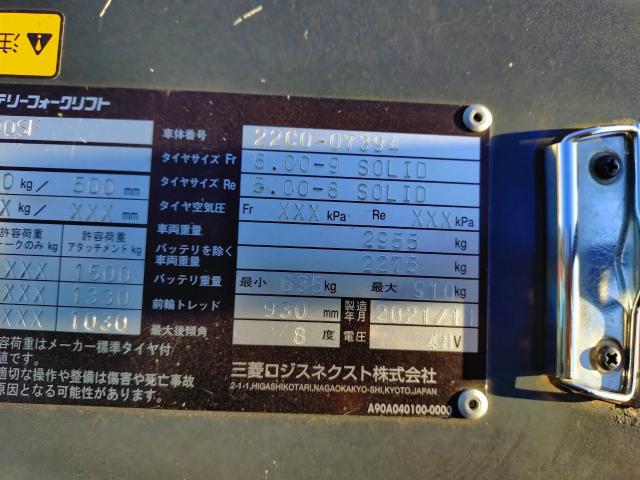 注
テリーフォークリフト
0SF
車体番号 22C0-07394
タイヤサイズ Fr 6.00-9 SOLID
0 kg/ 500 mm タイヤサイズ Re 5.00-8 SOLID
X kg/ XXX mm タイヤ空気圧 Fr XXX kPa Re XXX kPa
許容荷重 ークのみ kg 許容荷重 アタッチメント kg 車両重量 2955 kg
バッテリを除く 車両重量 2275 kg
XXX 1500 バッテリ重量 最小 635 kg 最大 910 kg
XXX 1330 前輪トレッド 930 mm 製造年月 2021/11
XXX 1030 最大後傾角 8 度 電圧 48 V
容荷重はメーカー標準タイヤ付
値です。
適切な操作や整備は傷害や死亡事故
原因となる可能性があります。
三菱ロジスネクスト株式会社
2-1-1,HIGASHIKOTARI,NAGAOKAKYO-SHI,KYOTO,JAPAN
A90A040100-0000